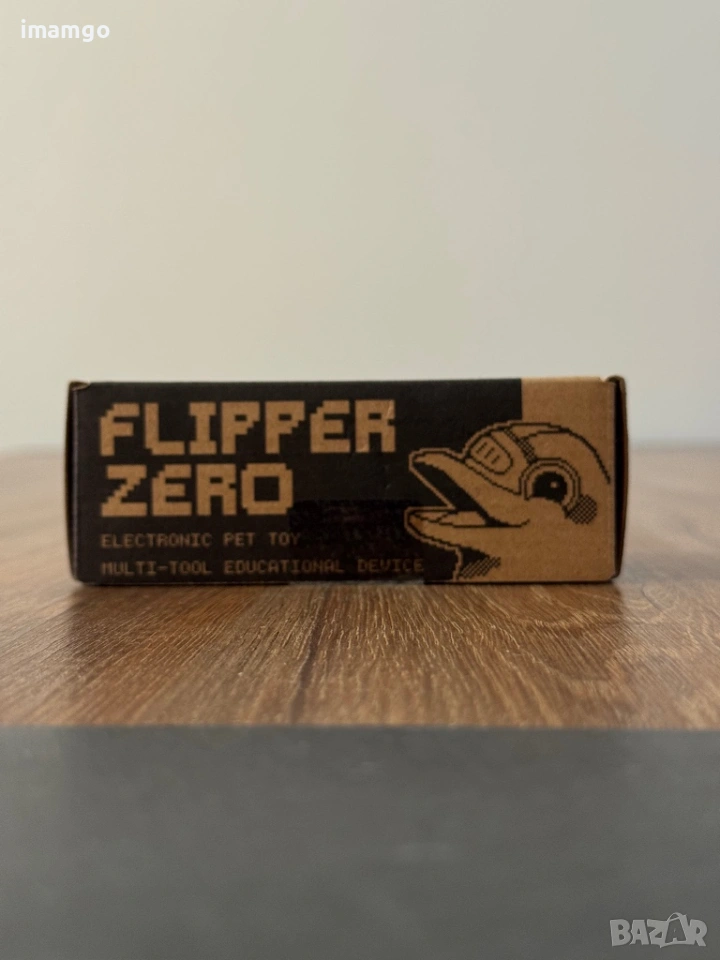 imamgo
FLIPPER
ZERO
ELECTRONIC PET TOY
MULTI-TOOL EDUCATIONAL DEVICE
BAZAR